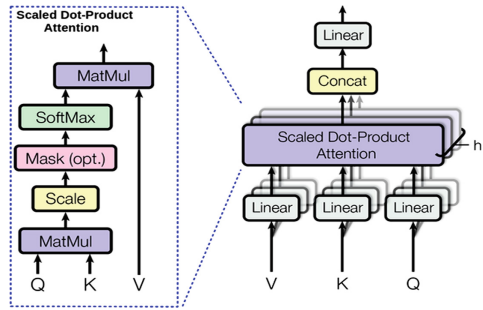 Scaled Dot-Product
Attention
MatMul
SoftMax
Mask (opt.)
Scale
MatMul
Q K V
Linear
Concat
Scaled Dot-Product
Attention
h
Linear Linear Linear
V K Q